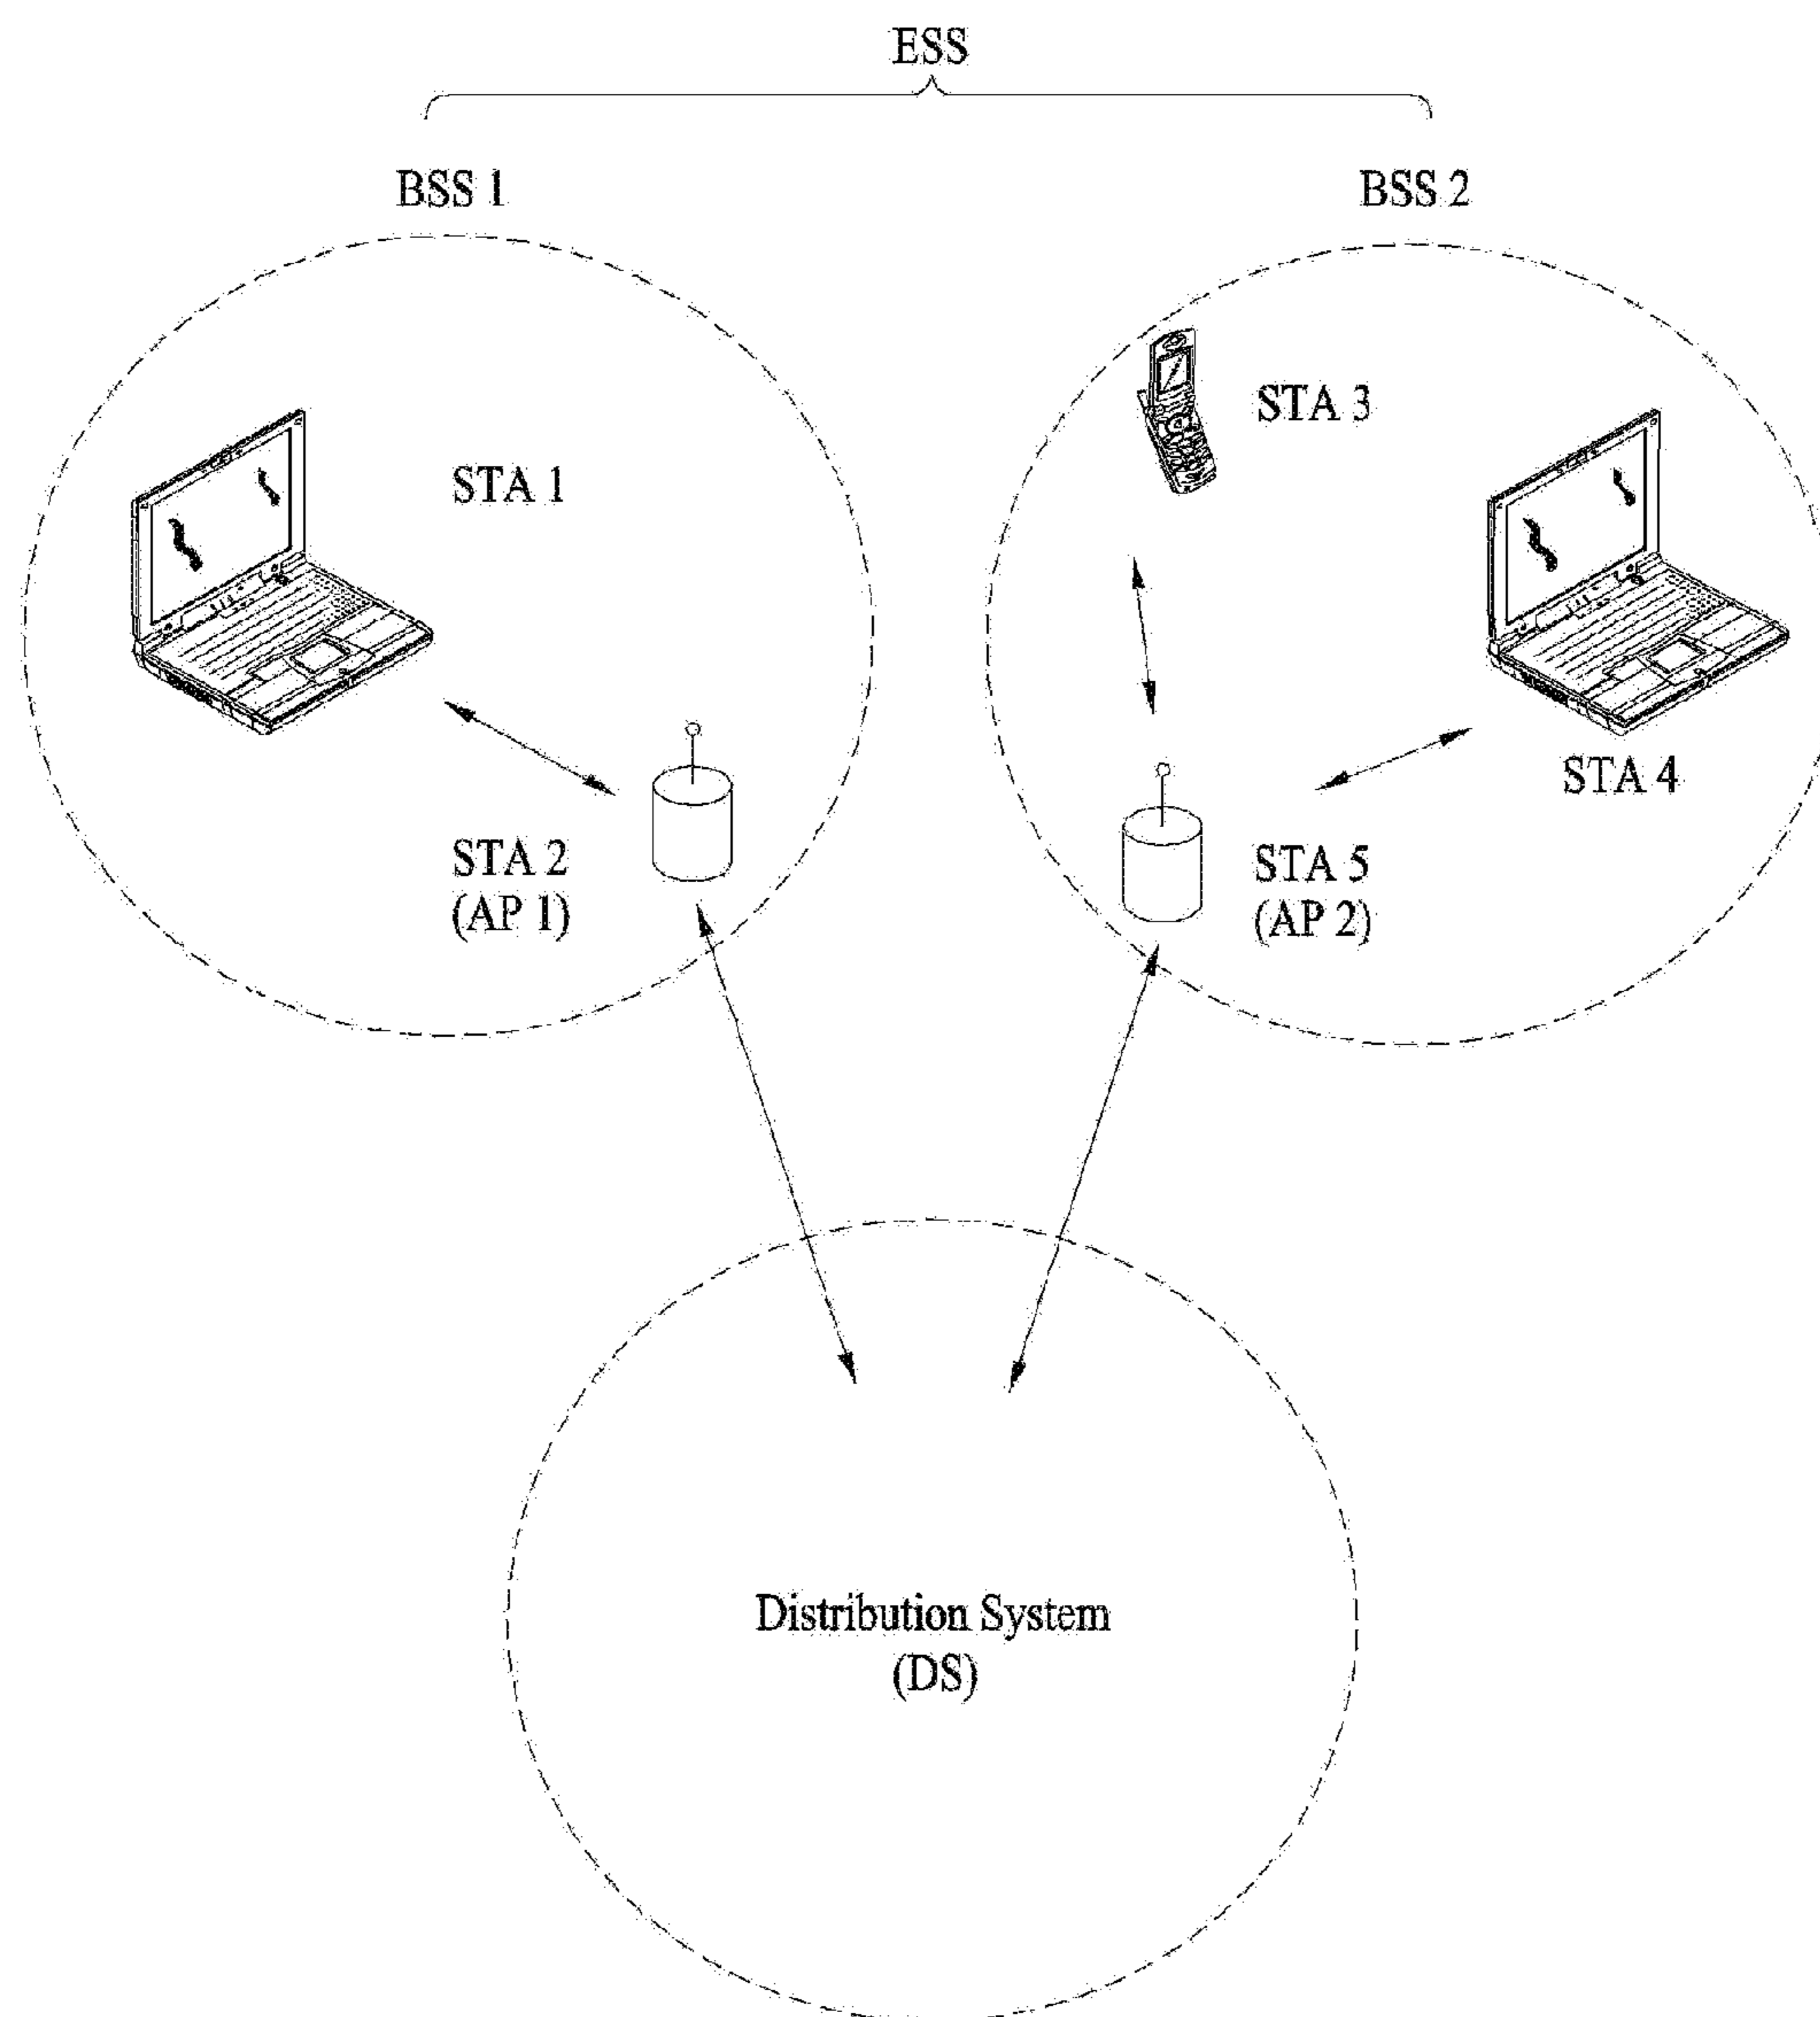 ESS
BSS 1
BSS 2
STA 3
STA 1
STA 4
STA 2
(AP 1)
STA 5
(AP 2)
Distribution System
(DS)